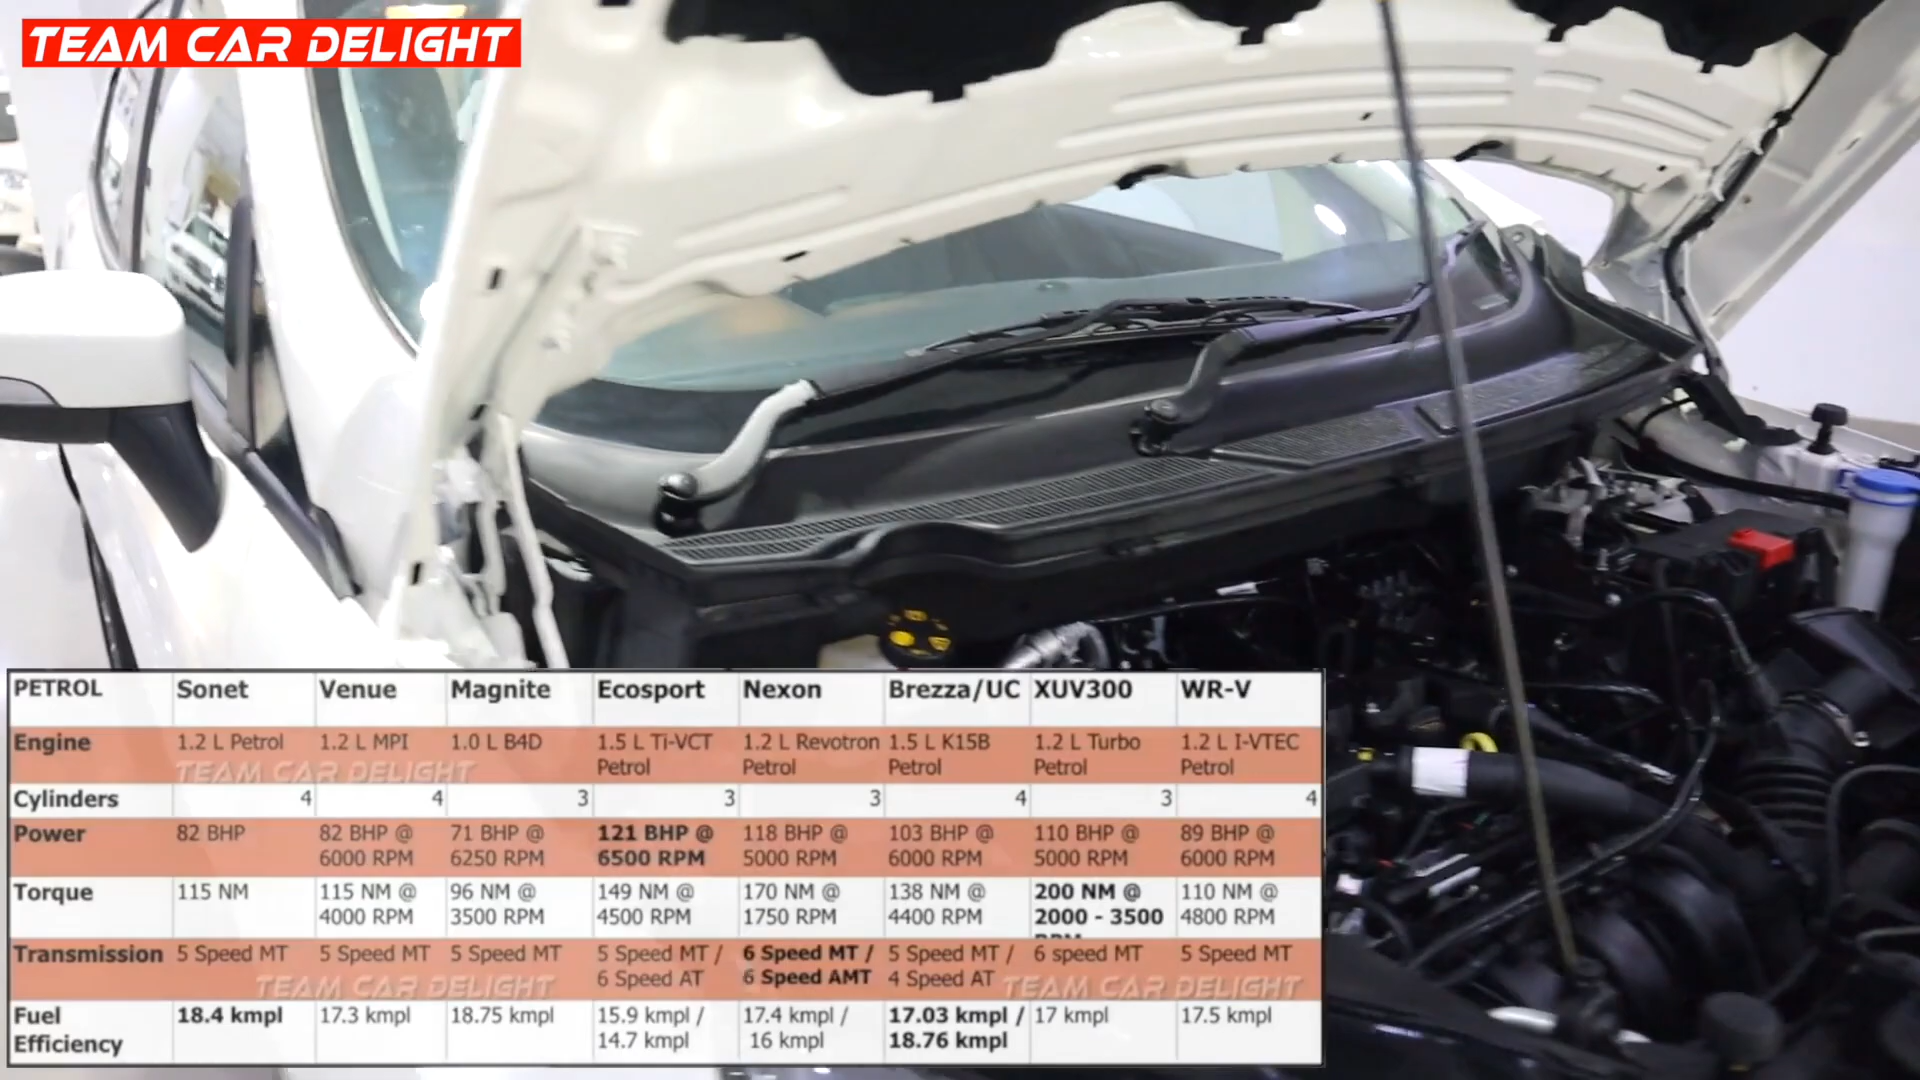 TEAM CAR DELIGHT
PETROL Sonet Venue Magnite Ecosport Nexon Brezza/UC XUV300 WR-V
Engine 1.2 L Petrol 1.2 L MPI 1.0 L B4D 1.5 L Ti-VCT Petrol 1.2 L Revotron Petrol 1.5 L K15B Petrol 1.2 L Turbo Petrol 1.2 L I-VTEC Petrol
TEAM CAR DELIGHT
Cylinders 4 4 3 3 3 4 3 4
Power 82 BHP 82 BHP @ 6000 RPM 71 BHP @ 6250 RPM 121 BHP @ 6500 RPM 118 BHP @ 5000 RPM 103 BHP @ 6000 RPM 110 BHP @ 5000 RPM 89 BHP @ 6000 RPM
Torque 115 NM 115 NM @ 4000 RPM 96 NM @ 3500 RPM 149 NM @ 4500 RPM 170 NM @ 1750 RPM 138 NM @ 4400 RPM 200 NM @ 2000 - 3500 RPM 110 NM @ 4800 RPM
Transmission 5 Speed MT 5 Speed MT 5 Speed MT 5 Speed MT / 6 Speed AT 6 Speed MT / 6 Speed AMT 5 Speed MT / 4 Speed AT 6 speed MT 5 Speed MT
TEAM CAR DELIGHT TEAM CAR DELIGHT
Fuel Efficiency 18.4 kmpl 17.3 kmpl 18.75 kmpl 15.9 kmpl / 14.7 kmpl 17.4 kmpl / 16 kmpl 17.03 kmpl / 18.76 kmpl 17 kmpl 17.5 kmpl